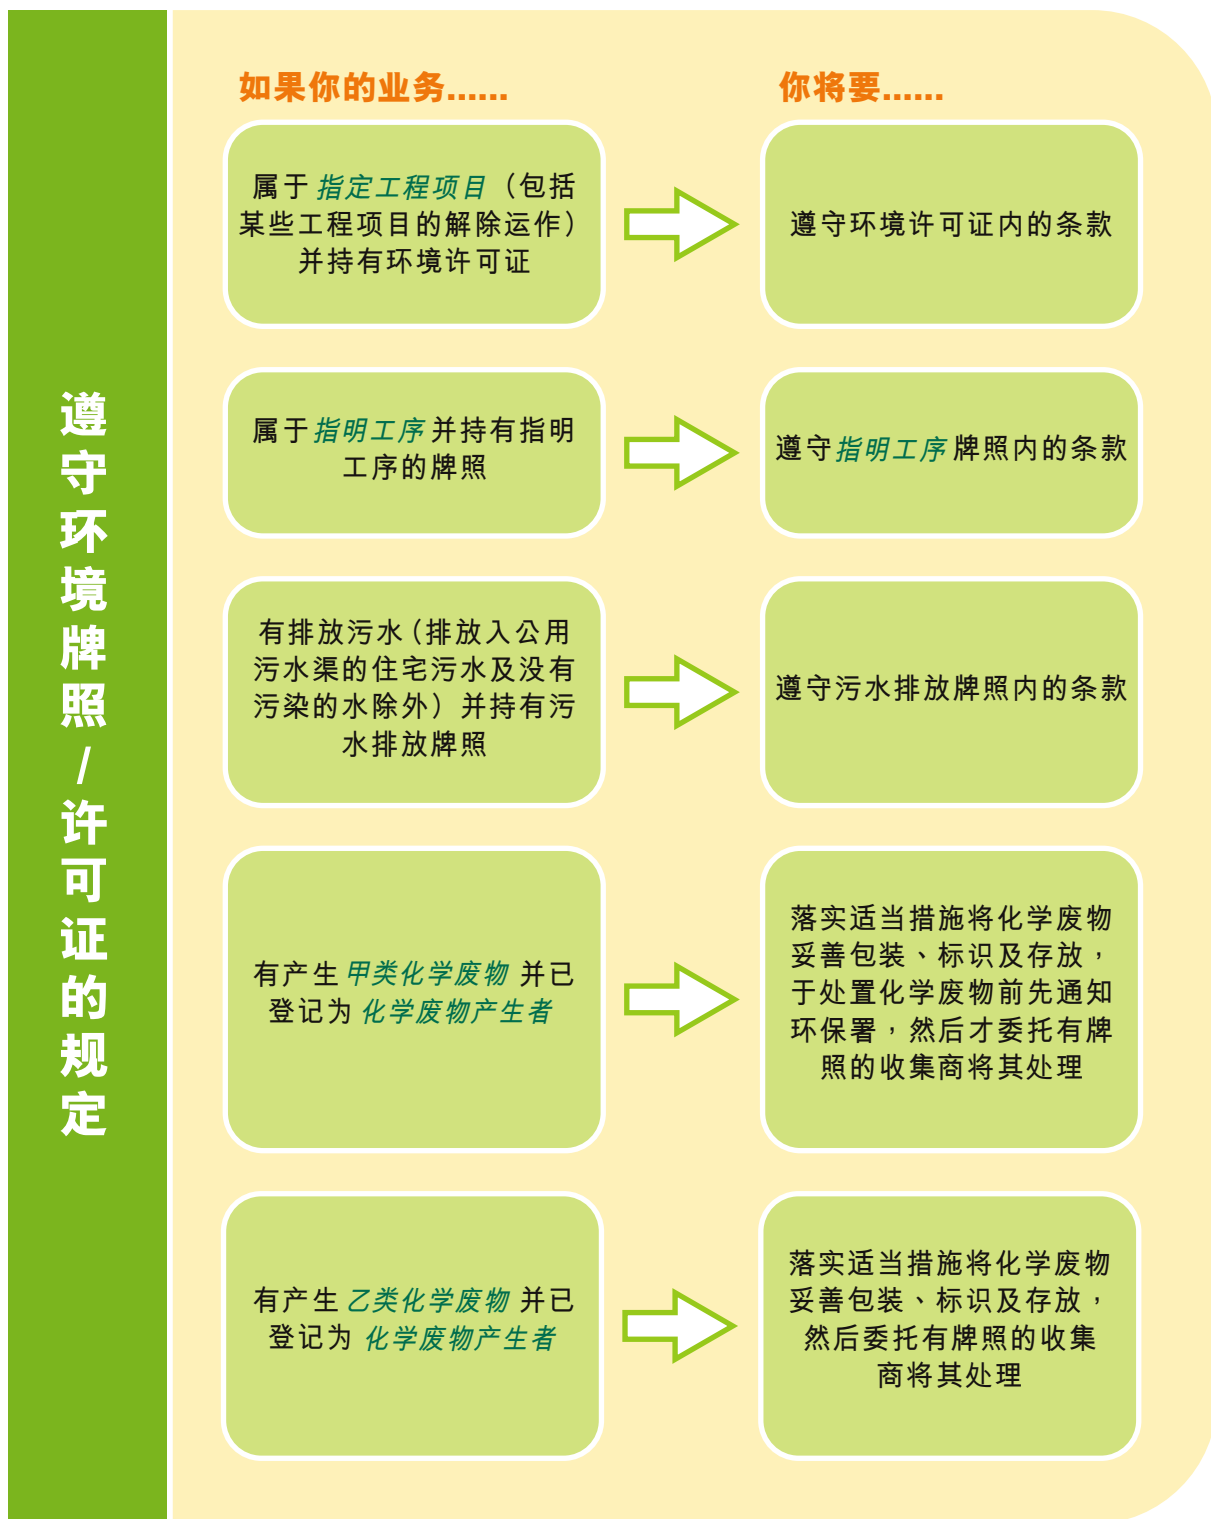 遵守环境牌照/许可证的规定
如果你的业务......
你将要......
属于 指定工程项目（包括
某些工程项目的解除运作）
并持有环境许可证
遵守环境许可证内的条款
属于指明工序并持有指明
工序的牌照
遵守指明工序牌照内的条款
有排放污水（排放入公用
污水渠的住宅污水及没有
污染的水除外）并持有污
水排放牌照
遵守污水排放牌照内的条款
有产生 甲类化学废物 并已
登记为 化学废物产生者
落实适当措施将化学废物
妥善包装、标识及存放，
于处置化学废物前先通知
环保署，然后才委托有牌
照的收集商将其处理
有产生 乙类化学废物 并已
登记为 化学废物产生者
落实适当措施将化学废物
妥善包装、标识及存放，
然后委托有牌照的收集
商将其处理